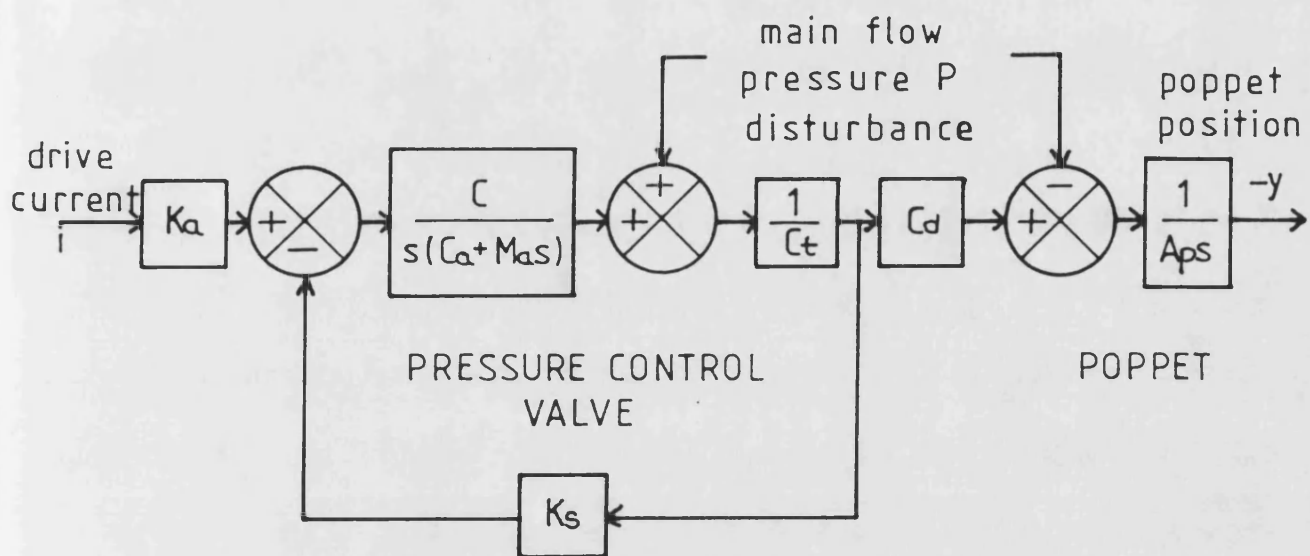 main flow
pressure P
disturbance
poppet
position
drive
current
i
Ka
+
−
C
s(Ca+Mas)
+
+
1
Ct
Cd
−
+
1
Aps
-y
PRESSURE CONTROL
VALVE
POPPET
Ks